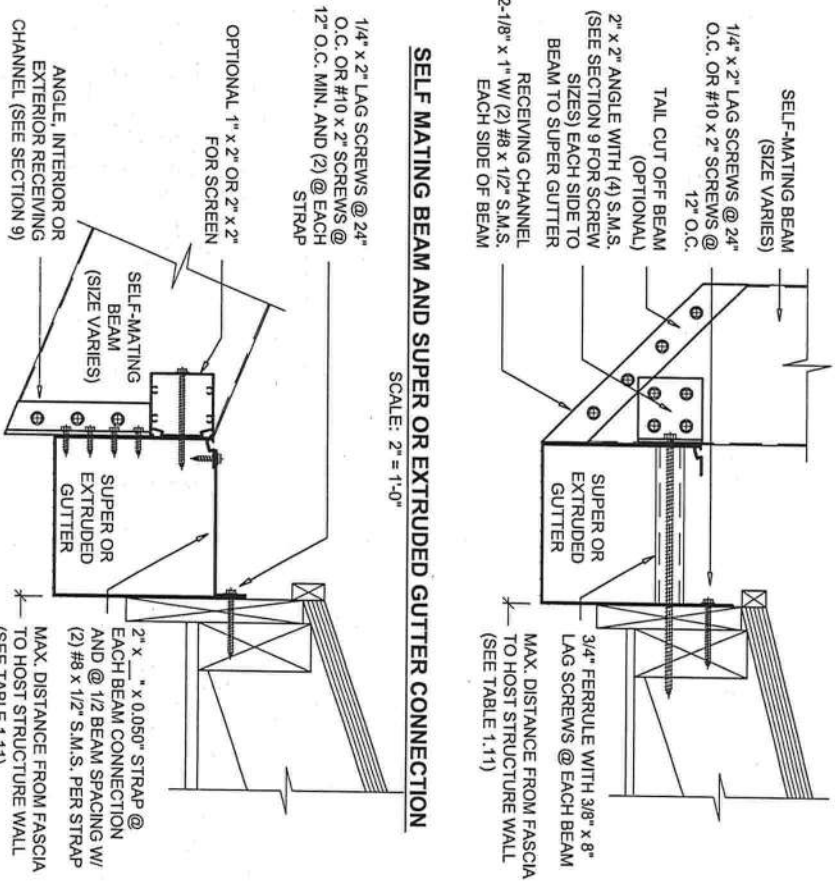 SELF-MATING BEAM
(SIZE VARIES)
1/4" x 2" LAG SCREWS @ 24"
O.C. OR #10 x 2" SCREWS @
12" O.C.
TAIL CUT OFF BEAM
(OPTIONAL)
2" x 2" ANGLE WITH (4) S.M.S.
(SEE SECTION 9 FOR SCREW
SIZES) EACH SIDE TO
BEAM TO SUPER GUTTER
RECEIVING CHANNEL
2-1/8" x 1" W/ (2) #8 x 1/2" S.M.S.
EACH SIDE OF BEAM
SUPER OR
EXTRUDED
GUTTER
3/4" FERRULE WITH 3/8" x 8"
LAG SCREWS @ EACH BEAM
MAX. DISTANCE FROM FASCIA
TO HOST STRUCTURE WALL
(SEE TABLE 1.11)
SELF MATING BEAM AND SUPER OR EXTRUDED GUTTER CONNECTION
SCALE: 2" = 1'-0"
1/4" x 2" LAG SCREWS @ 24"
O.C. OR #10 x 2" SCREWS @
12" O.C. MIN. AND (2) @ EACH
STRAP
OPTIONAL 1" x 2" OR 2" x 2"
FOR SCREEN
SELF-MATING
BEAM
(SIZE VARIES)
ANGLE, INTERIOR OR
EXTERIOR RECEIVING
CHANNEL (SEE SECTION 9)
SUPER OR
EXTRUDED
GUTTER
2" x __" x 0.050" STRAP @
EACH BEAM CONNECTION
AND @ 1/2 BEAM SPACING W/
(2) #8 x 1/2" S.M.S. PER STRAP
MAX. DISTANCE FROM FASCIA
TO HOST STRUCTURE WALL
(SEE TABLE 1.11)